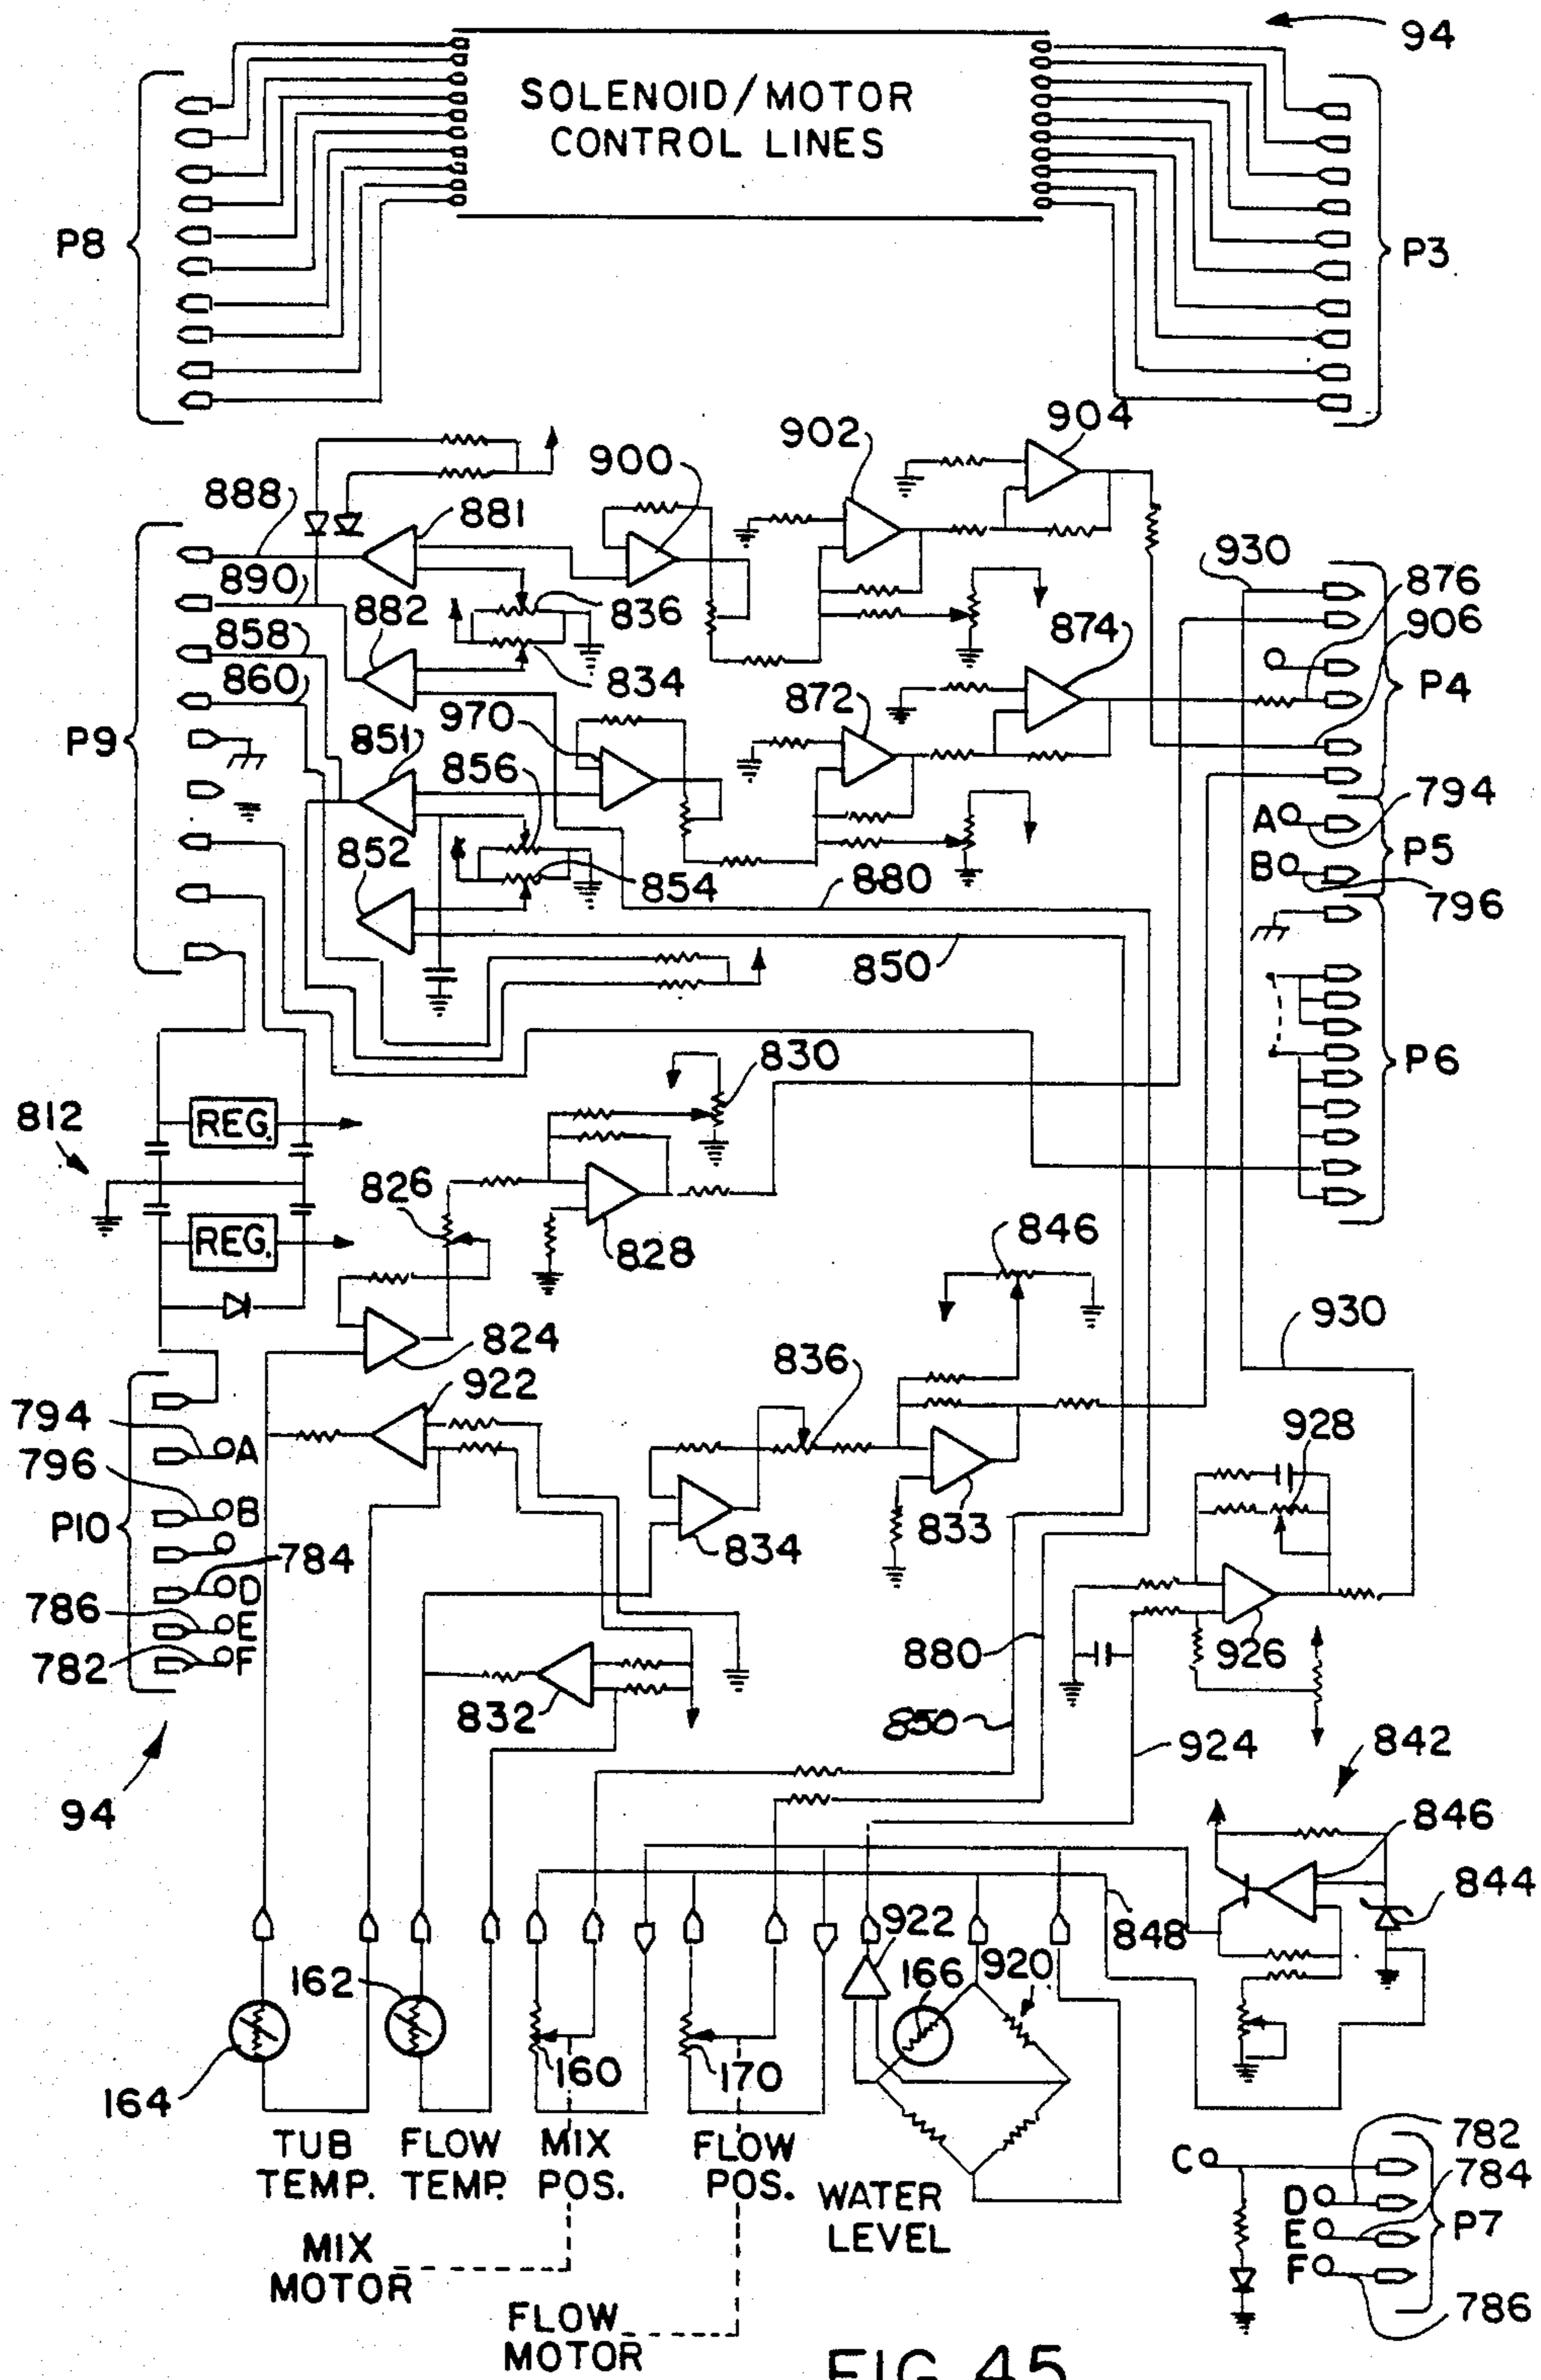 94
SOLENOID/MOTOR
CONTROL LINES
P8
P3
902
904
900
888
881
930
876
890
882
836
906
858
834
874
860
970
872
P4
P9
851
856
794
A
852
P5
854
880
B
796
850
830
P6
812
REG.
826
846
REG.
828
930
824
836
922
794
A
928
796
B
P10
833
784
834
D
786
E
880
926
782
F
832
850
924
842
94
846
844
922
848
162
166
920
160
170
164
782
TUB
TEMP.
FLOW
TEMP.
MIX
POS.
FLOW
POS.
WATER
LEVEL
C
784
D
E
P7
F
MIX
MOTOR
786
FLOW
MOTOR
FIG. 45